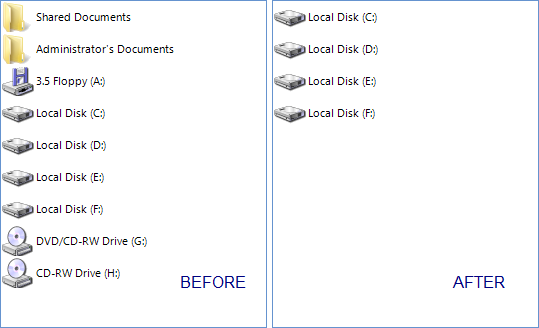 Shared Documents
Administrator's Documents
3.5 Floppy (A:)
Local Disk (C:)
Local Disk (D:)
Local Disk (E:)
Local Disk (F:)
DVD/CD-RW Drive (G:)
CD-RW Drive (H:)
BEFORE
Local Disk (C:)
Local Disk (D:)
Local Disk (E:)
Local Disk (F:)
AFTER